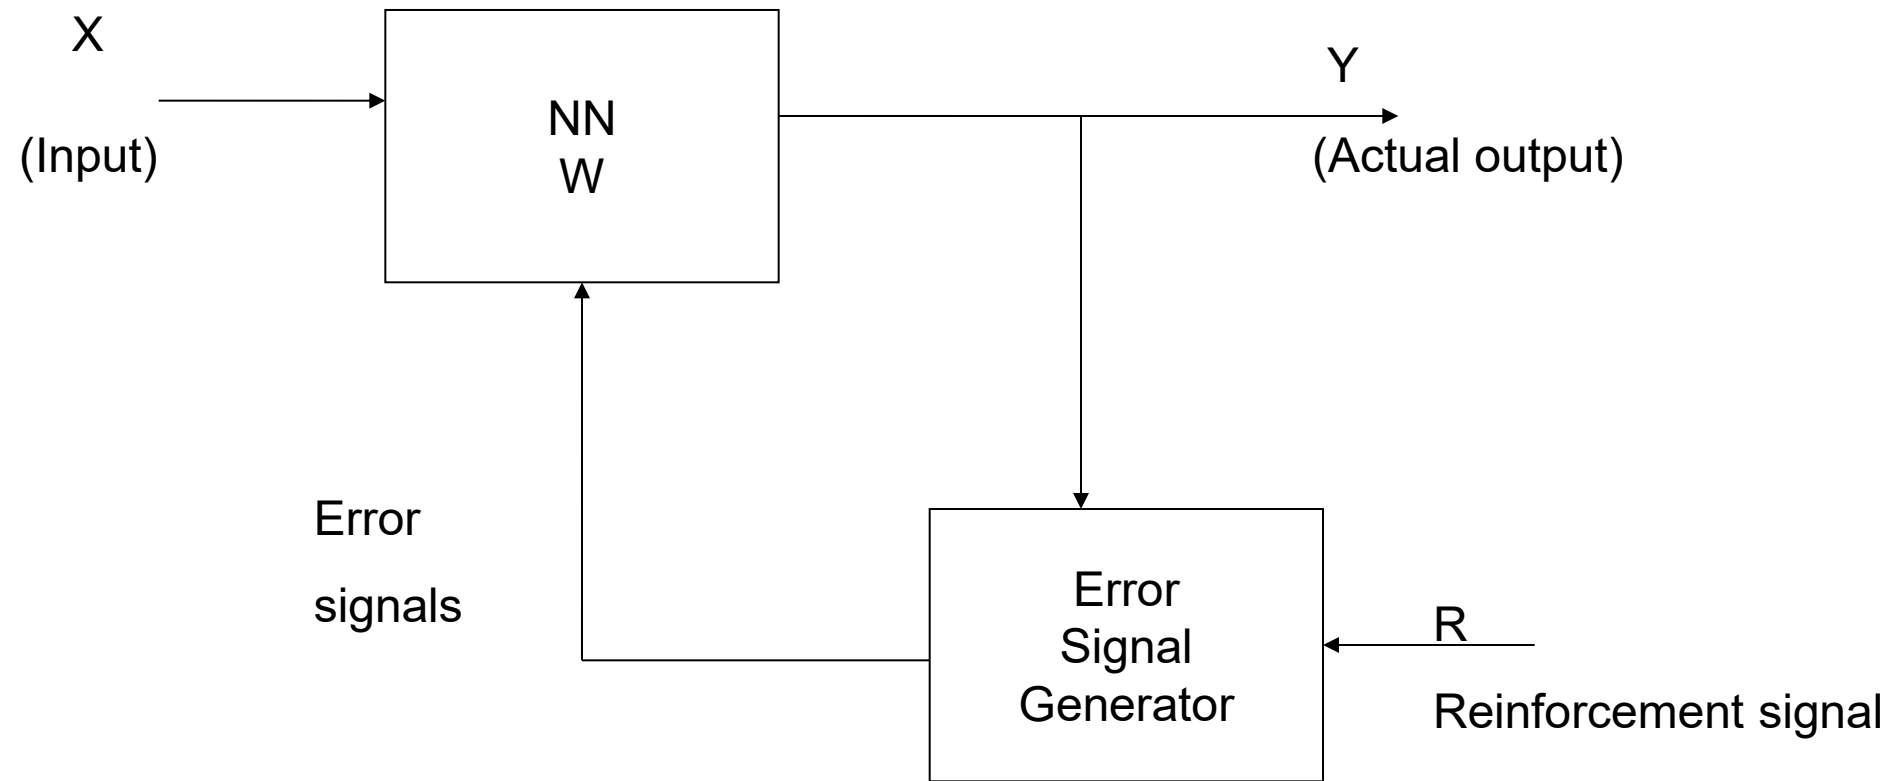 X
(Input)
NN
W
Y
(Actual output)
Error
signals
Error
Signal
Generator
R
Reinforcement signal